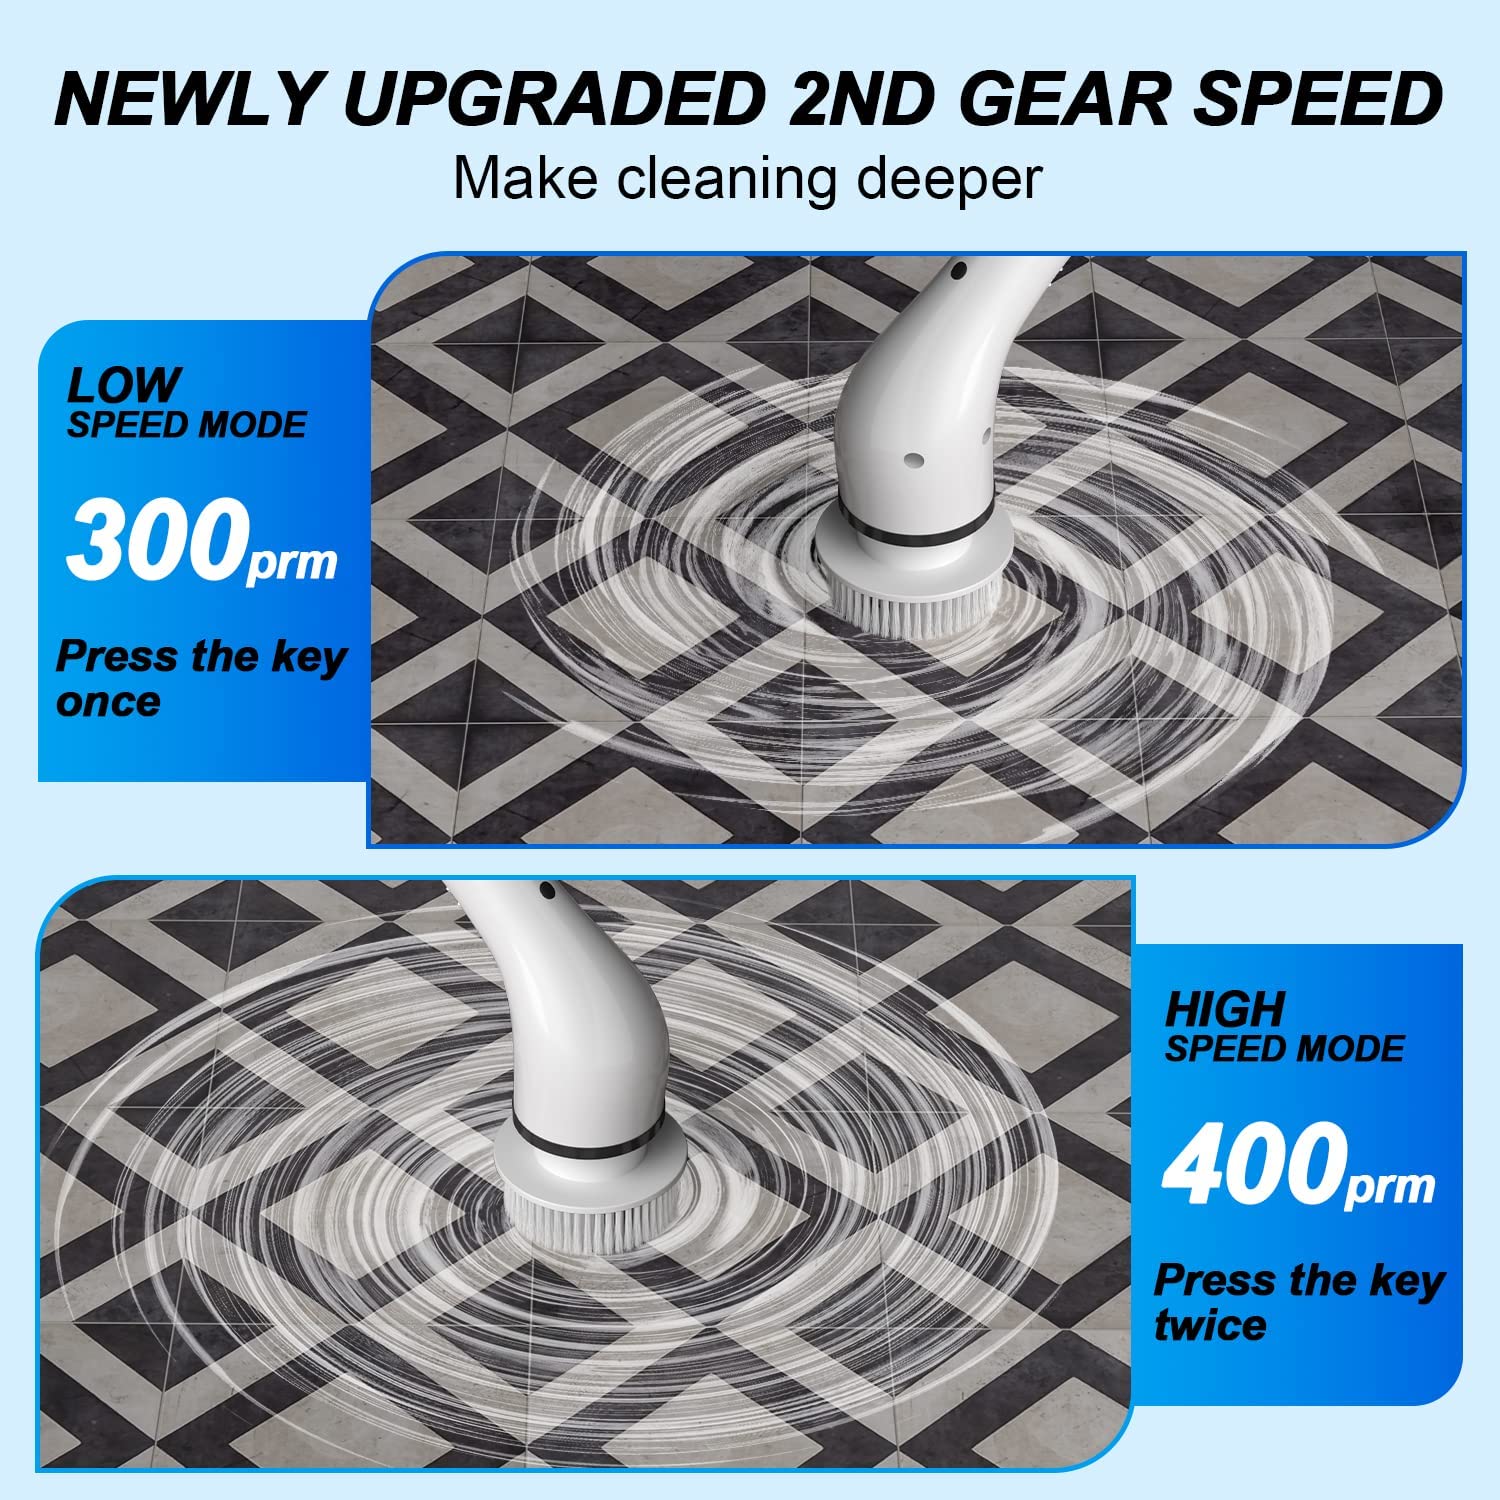 NEWLY UPGRADED 2ND GEAR SPEED
Make cleaning deeper
LOW
SPEED MODE
300prm
Press the key
once
HIGH
SPEED MODE
400prm
Press the key
twice